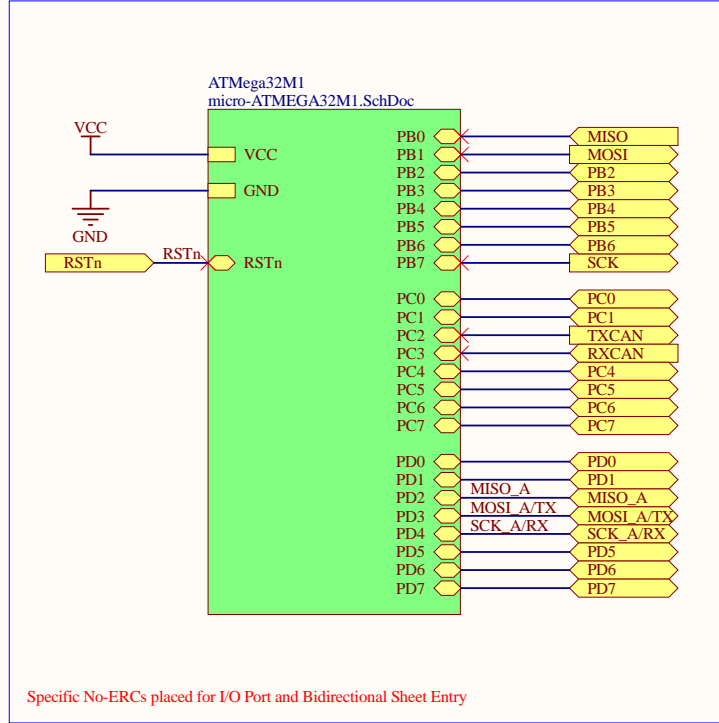 ATMega32M1
micro-ATMEGA32M1.SchDoc
VCC
VCC
GND
GND
RSTn
RSTn
RSTn
PB0 MISO
PB1 MOSI
PB2 PB2
PB3 PB3
PB4 PB4
PB5 PB5
PB6 PB6
PB7 SCK
PC0 PC0
PC1 PC1
PC2 TXCAN
PC3 RXCAN
PC4 PC4
PC5 PC5
PC6 PC6
PC7 PC7
PD0 PD0
PD1 PD1
PD2 MISO_A MISO_A
PD3 MOSI_A/TX MOSI_A/TX
PD4 SCK_A/RX SCK_A/RX
PD5 PD5
PD6 PD6
PD7 PD7
Specific No-ERCs placed for I/O Port and Bidirectional Sheet Entry